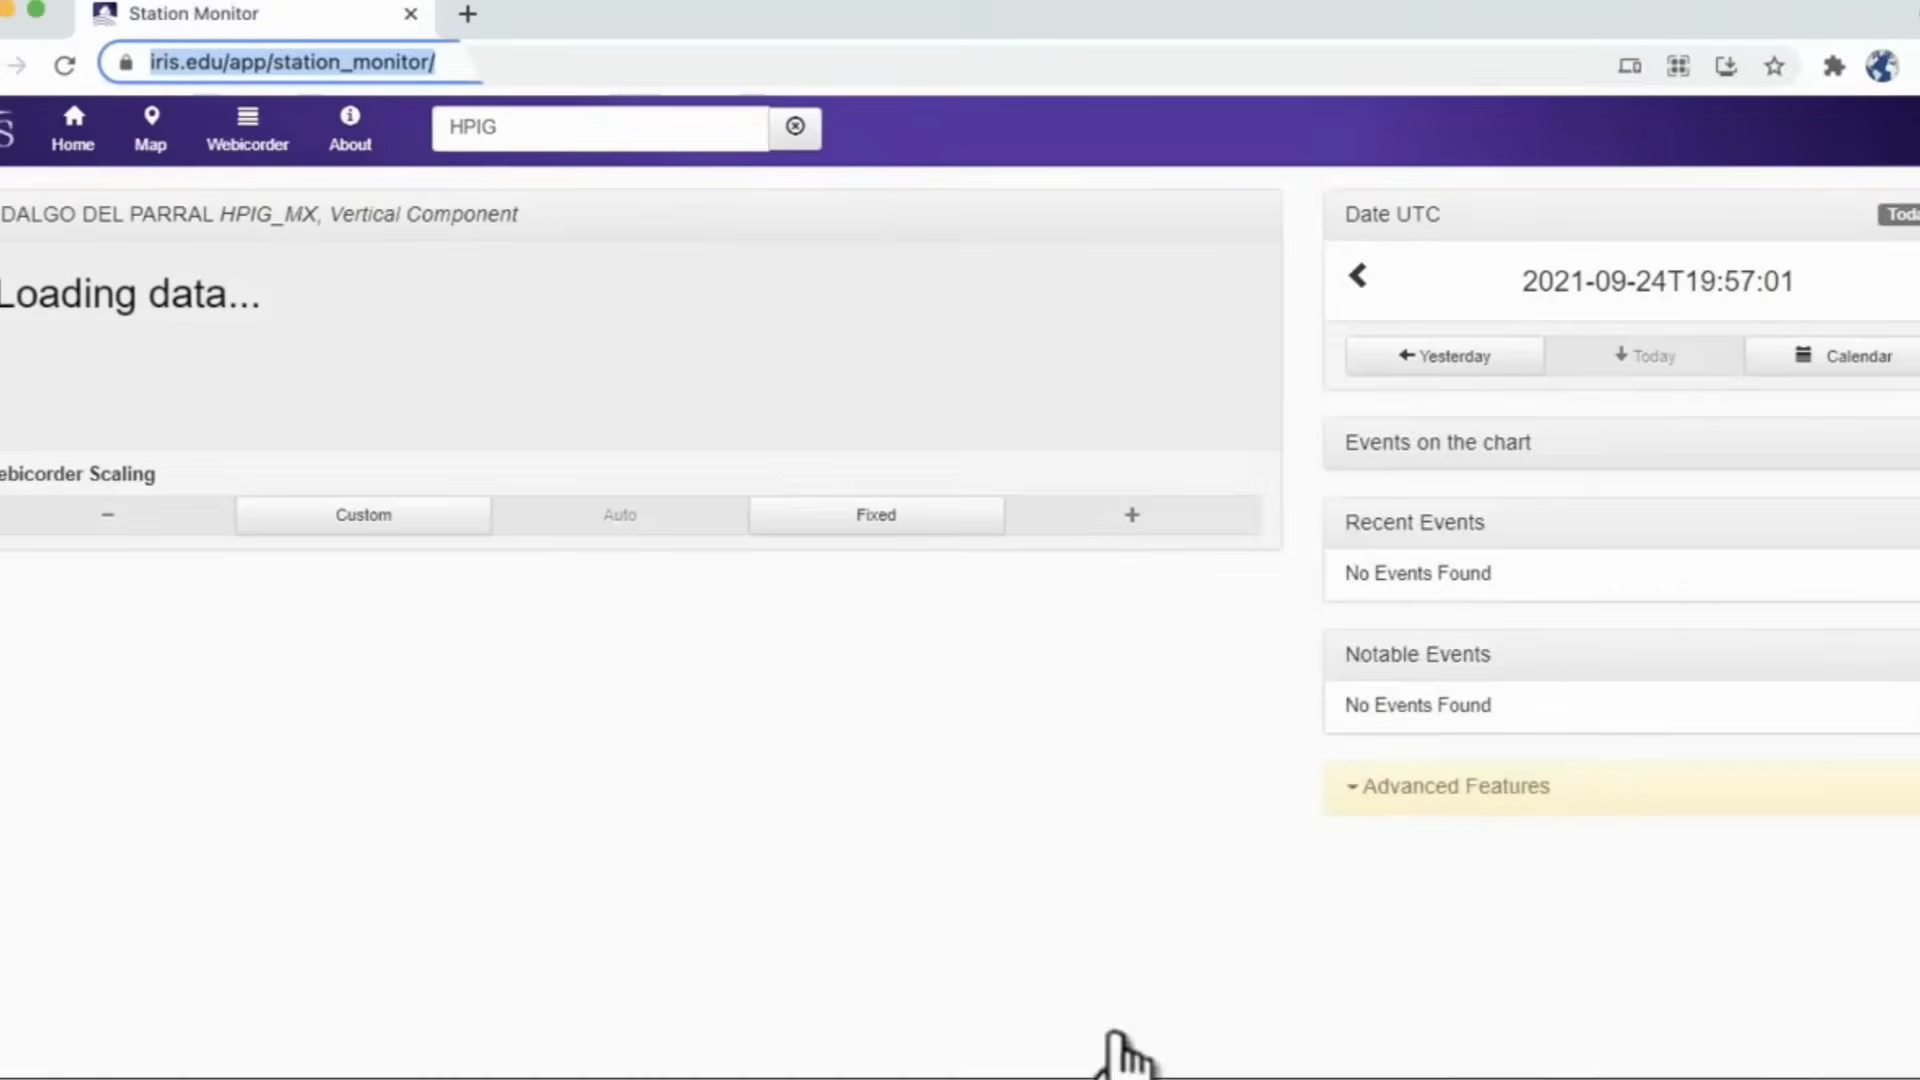 Station Monitor
iris.edu/app/station_monitor/
S
Home
Map
Webicorder
About
HPIG
DALGO DEL PARRAL HPIG_MX, Vertical Component
Loading data...
ebicorder Scaling
− Custom Auto Fixed +
Date UTC
Toda
2021-09-24T19:57:01
Yesterday
Today
Calendar
Events on the chart
Recent Events
No Events Found
Notable Events
No Events Found
Advanced Features